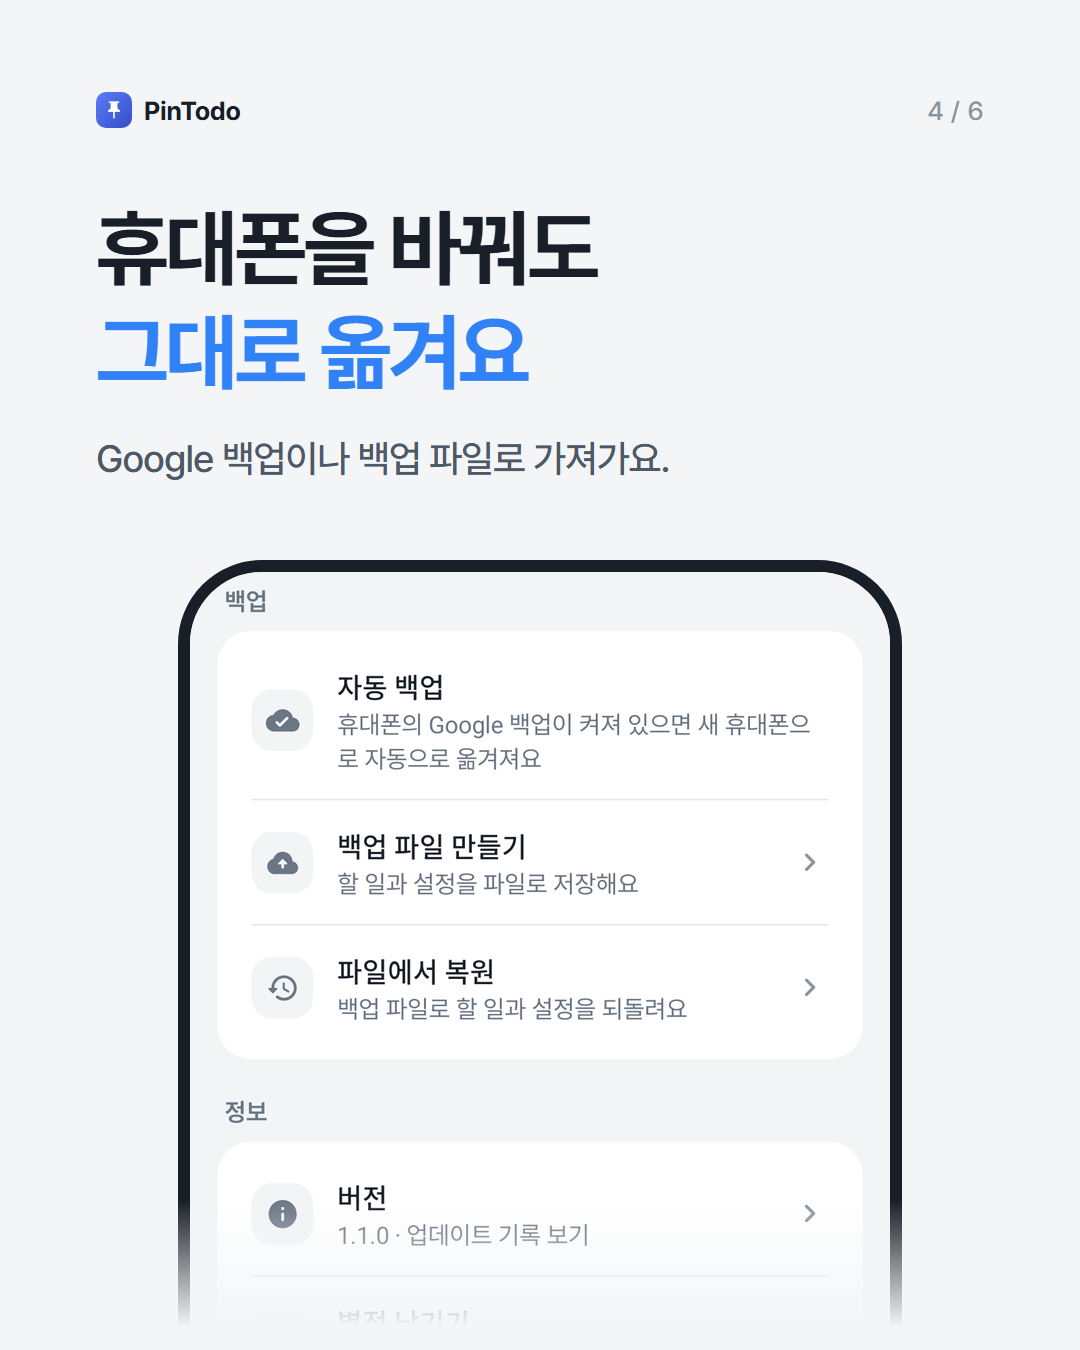 PinTodo
4 / 6
휴대폰을 바꿔도
그대로 옮겨요
Google 백업이나 백업 파일로 가져가요.
백업
자동 백업
휴대폰의 Google 백업이 켜져 있으면 새 휴대폰으
로 자동으로 옮겨져요
백업 파일 만들기
할 일과 설정을 파일로 저장해요
파일에서 복원
백업 파일로 할 일과 설정을 되돌려요
정보
버전
1.1.0 · 업데이트 기록 보기